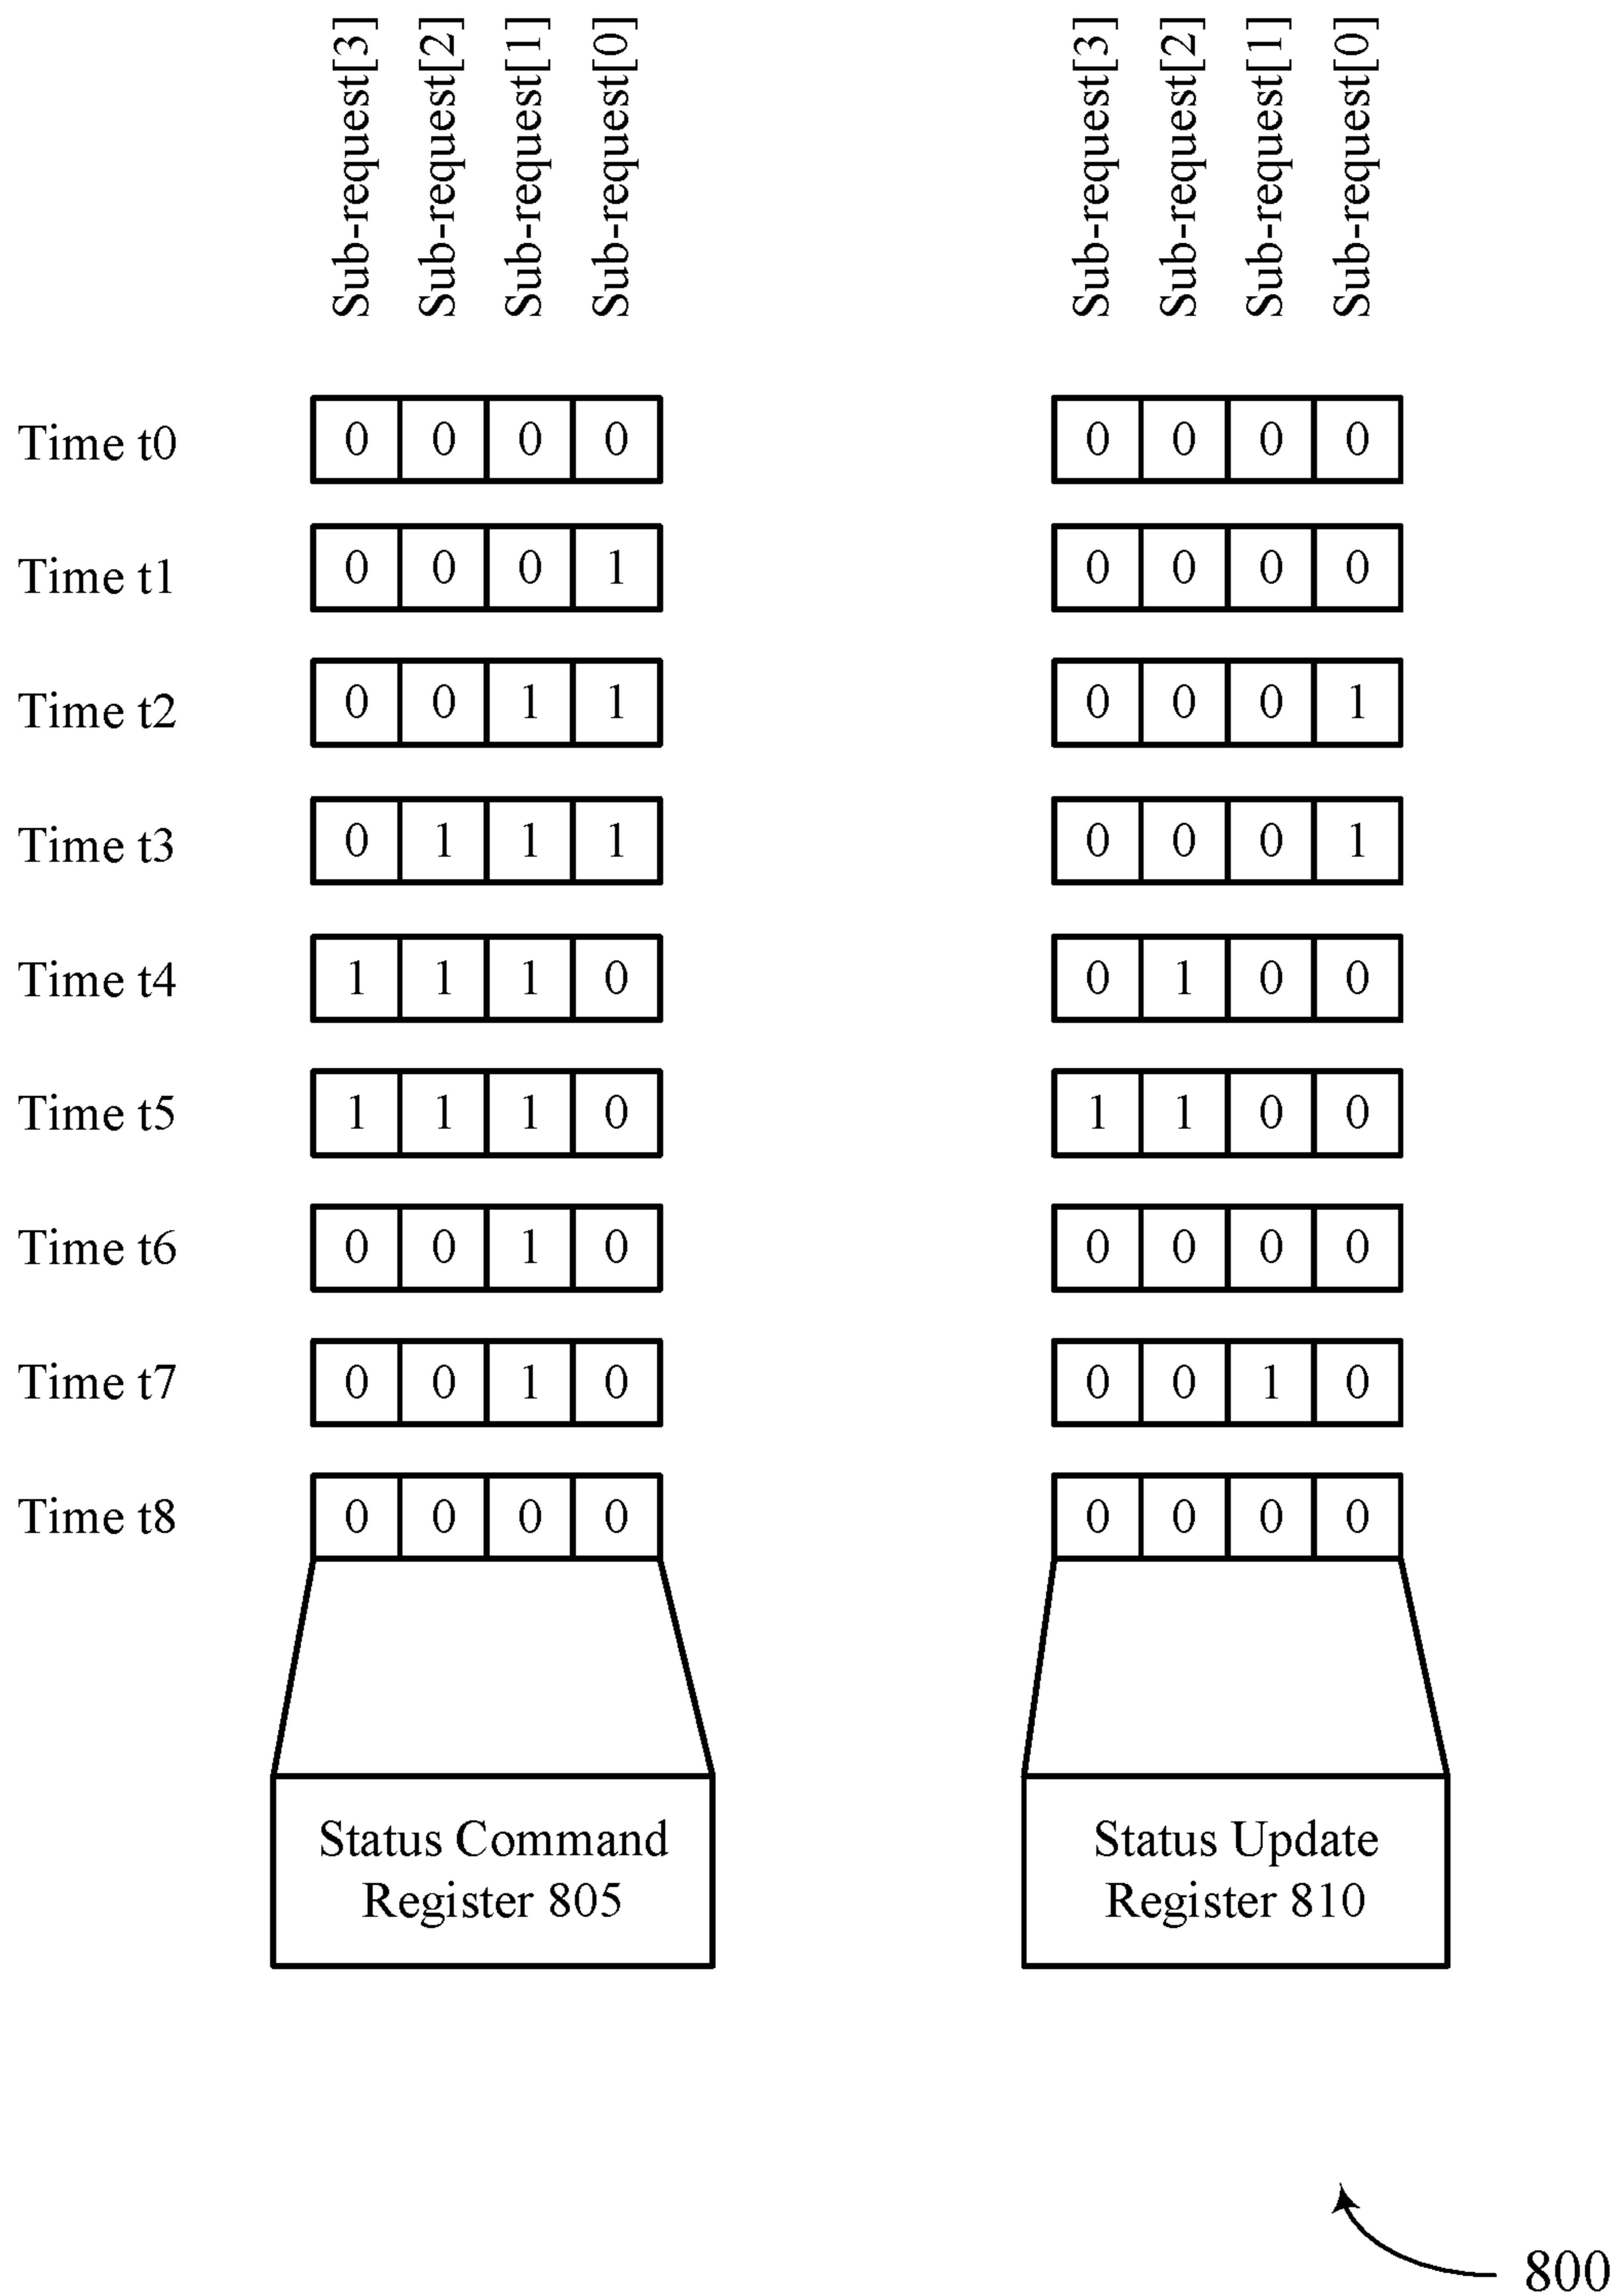 Sub-request[3] Sub-request[2] Sub-request[1] Sub-request[0] Sub-request[3] Sub-request[2] Sub-request[1] Sub-request[0]
Time t0 0 0 0 0 0 0 0 0
Time t1 0 0 0 1 0 0 0 0
Time t2 0 0 1 1 0 0 0 1
Time t3 0 1 1 1 0 0 0 1
Time t4 1 1 1 0 0 1 0 0
Time t5 1 1 1 0 1 1 0 0
Time t6 0 0 1 0 0 0 0 0
Time t7 0 0 1 0 0 0 1 0
Time t8 0 0 0 0 0 0 0 0
Status Command
Register 805
Status Update
Register 810
800